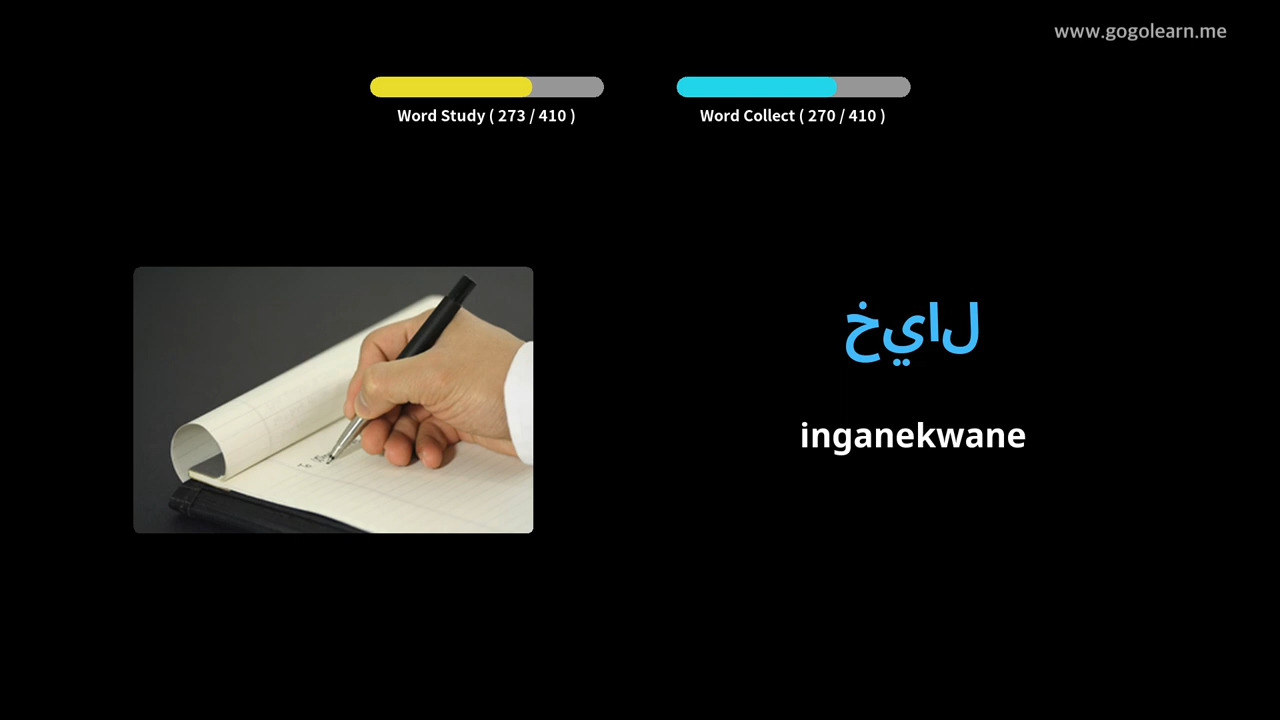 www.gogolearn.me
Word Study ( 273 / 410 )
Word Collect ( 270 / 410 )
خيال
inganekwane